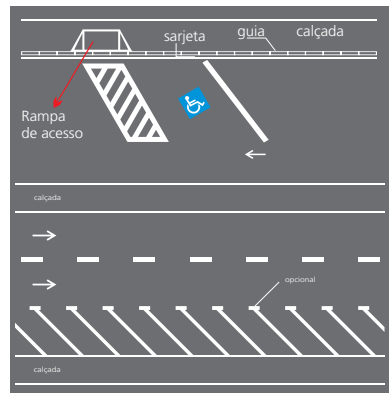 sarjeta guia calçada
Rampa
de acesso
calçada
opcional
calçada